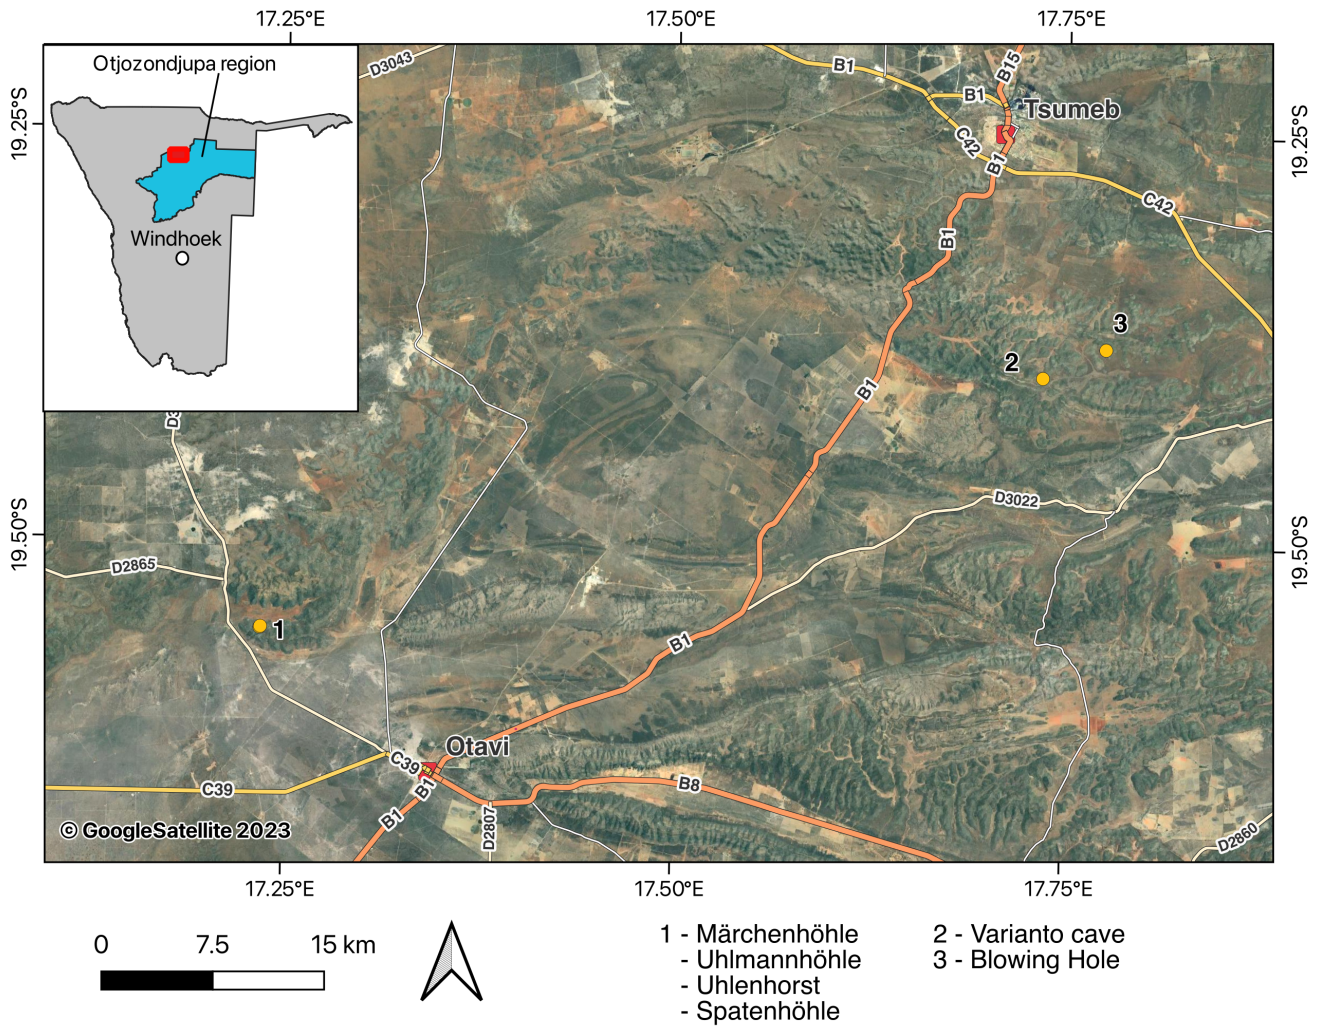 17.25°E
17.50°E
17.75°E
Otjozondjupa region
Windhoek
19.25°S
19.25°S
19.50°S
19.50°S
D3043
B1
B15
B1
Tsumeb
C42
B1
C42
B1
3
2
B1
D3
D3022
D2865
1
B1
Otavi
C39
C39
B1
B8
B1
D2807
D2860
© GoogleSatellite 2023
17.25°E
17.50°E
17.75°E
0 7.5 15 km
1 - Märchenhöhle
- Uhlmannhöhle
- Uhlenhorst
- Spatenhöhle
2 - Varianto cave
3 - Blowing Hole